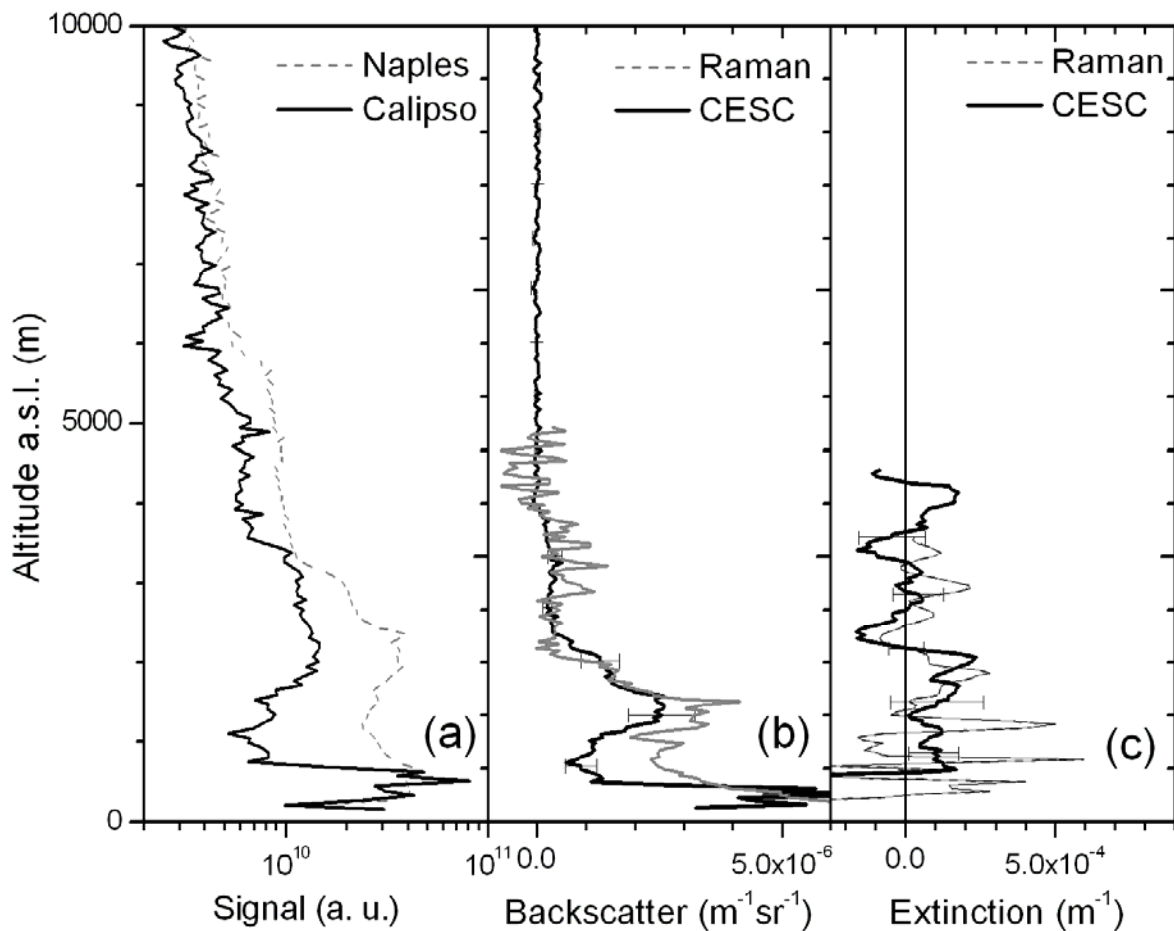 10000
5000
0
Altitude a.s.l. (m)
Naples
Calipso
(a)
10¹⁰
10¹¹
Signal (a. u.)
Raman
CESC
(b)
0.0
5.0x10⁻⁶
Backscatter (m⁻¹sr⁻¹)
Raman
CESC
(c)
0.0
5.0x10⁻⁴
Extinction (m⁻¹)